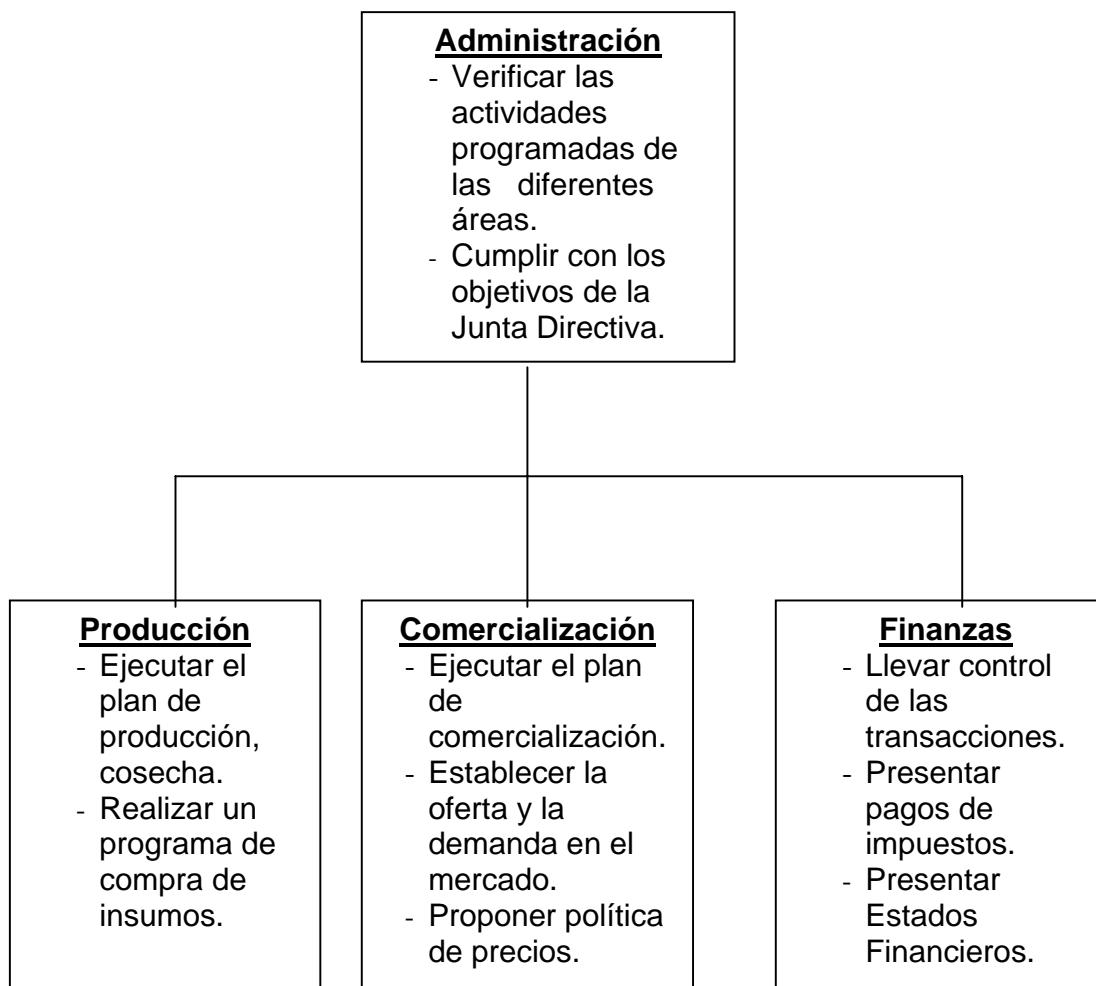 Administración
- Verificar las
actividades
programadas de
las diferentes
áreas.
- Cumplir con los
objetivos de la
Junta Directiva.
Producción
- Ejecutar el
plan de
producción,
cosecha.
- Realizar un
programa de
compra de
insumos.
Comercialización
- Ejecutar el plan
de
comercialización.
- Establecer la
oferta y la
demanda en el
mercado.
- Proponer política
de precios.
Finanzas
- Llevar control
de las
transacciones.
- Presentar
pagos de
impuestos.
- Presentar
Estados
Financieros.